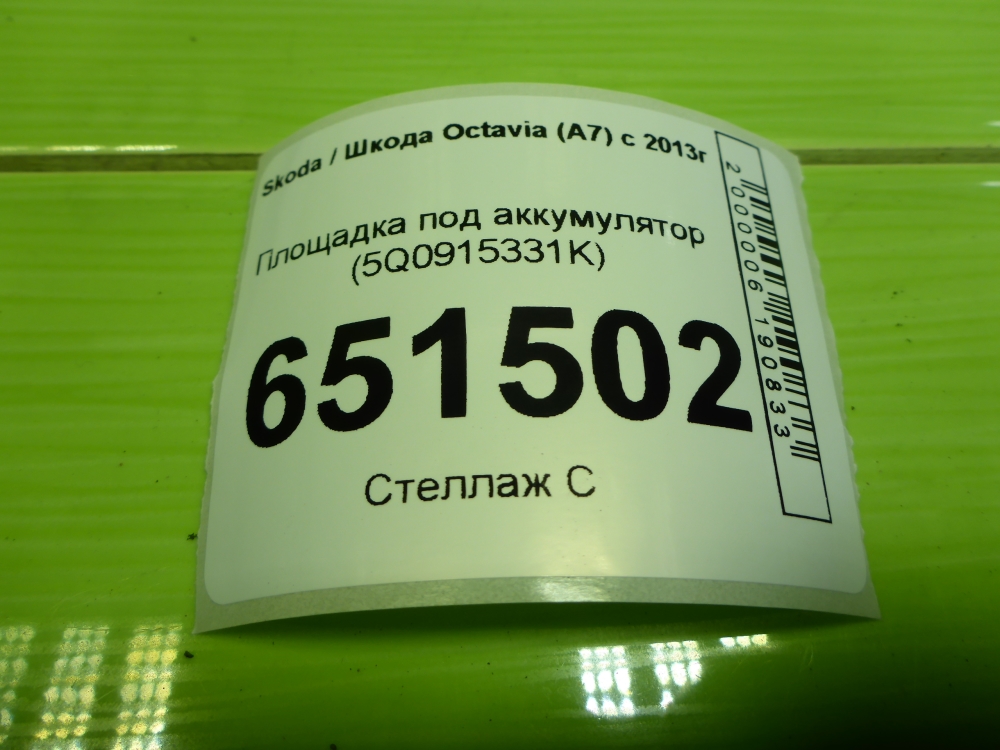 Skoda / Шкода Octavia (A7) с 2013г
Площадка под аккумулятор
(5Q0915331K)
651502
Стеллаж С
2000006190833